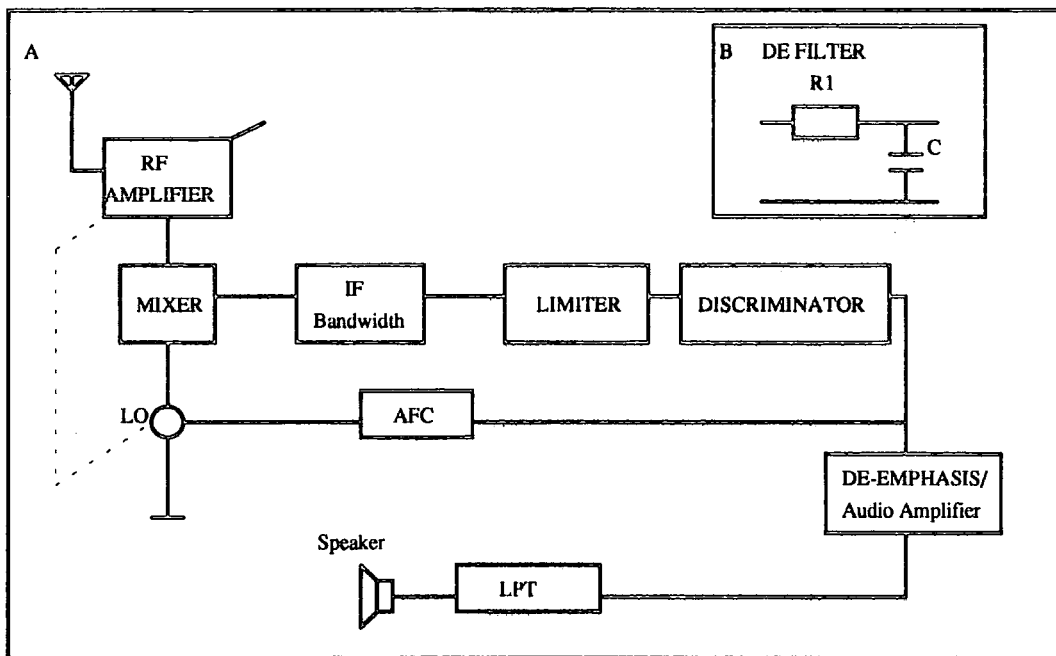 A
B DE FILTER
R1
C
RF
AMPLIFIER
MIXER
IF
Bandwidth
LIMITER
DISCRIMINATOR
LO
AFC
DE-EMPHASIS/
Audio Amplifier
Speaker
LPT